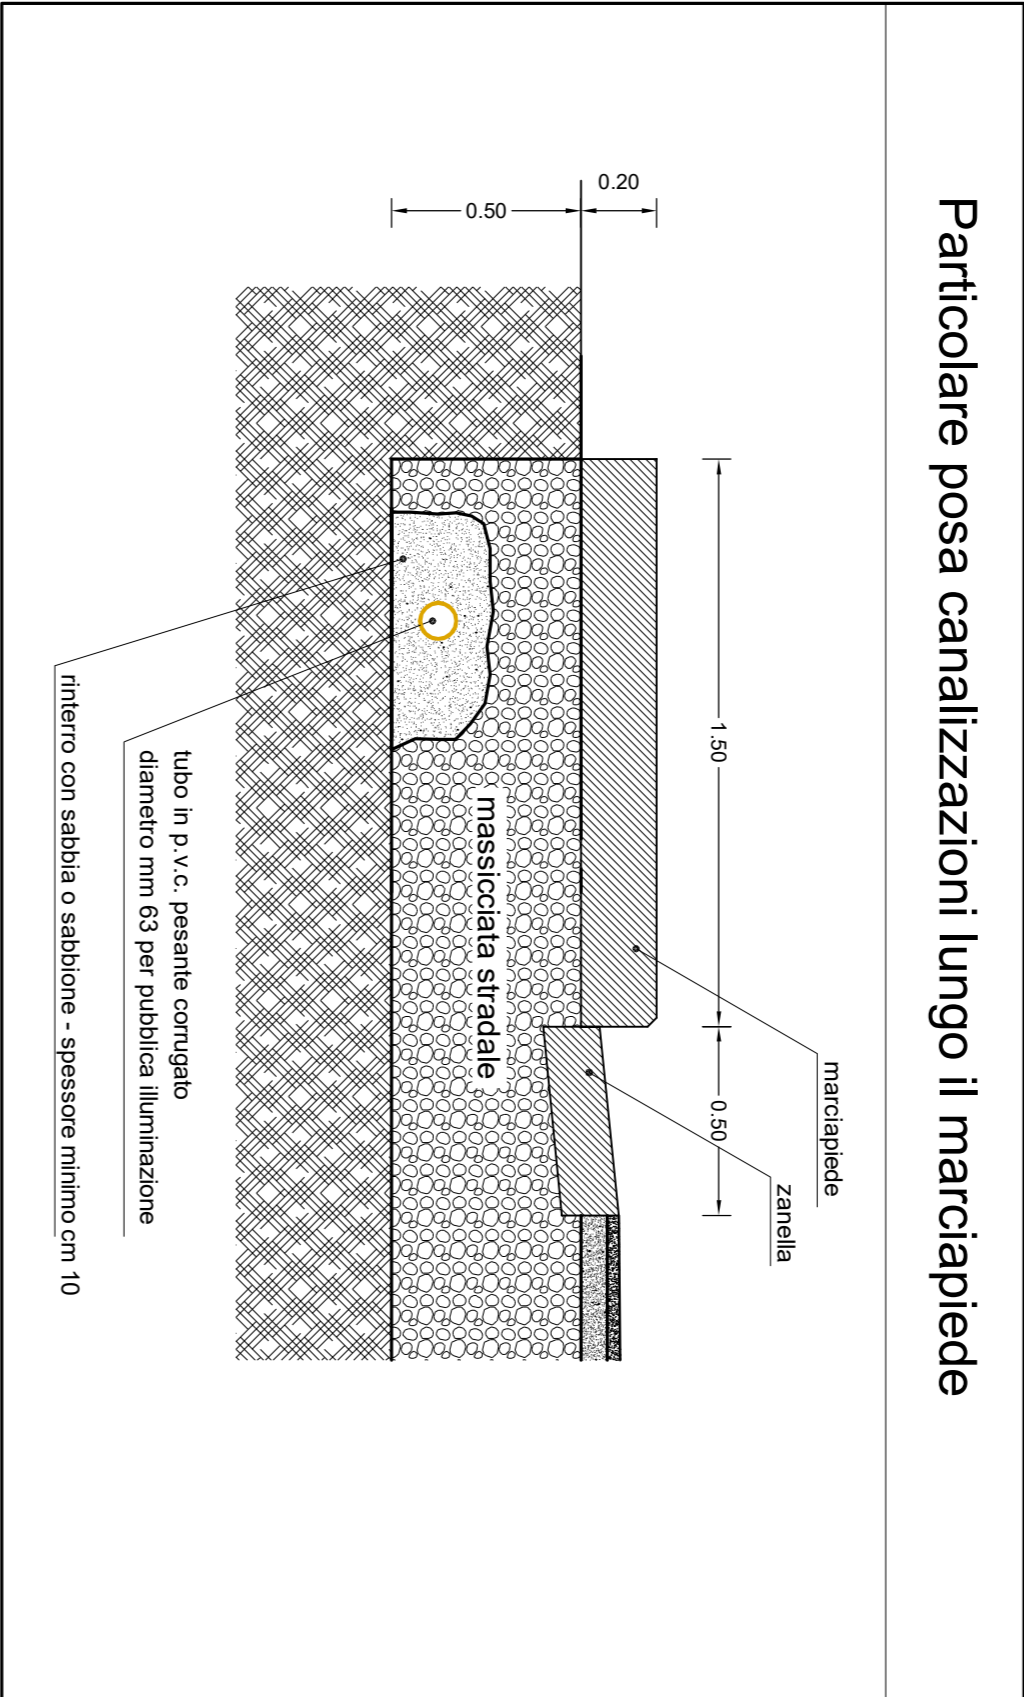 Particolare posa canalizzazioni lungo il marciapiede
marciapiede
zanella
1.50
0.50
0.20
0.50
massicciata stradale
tubo in p.v.c. pesante corrugato
diametro mm 63 per pubblica illuminazione
rinterro con sabbia o sabbione - spessore minimo cm 10